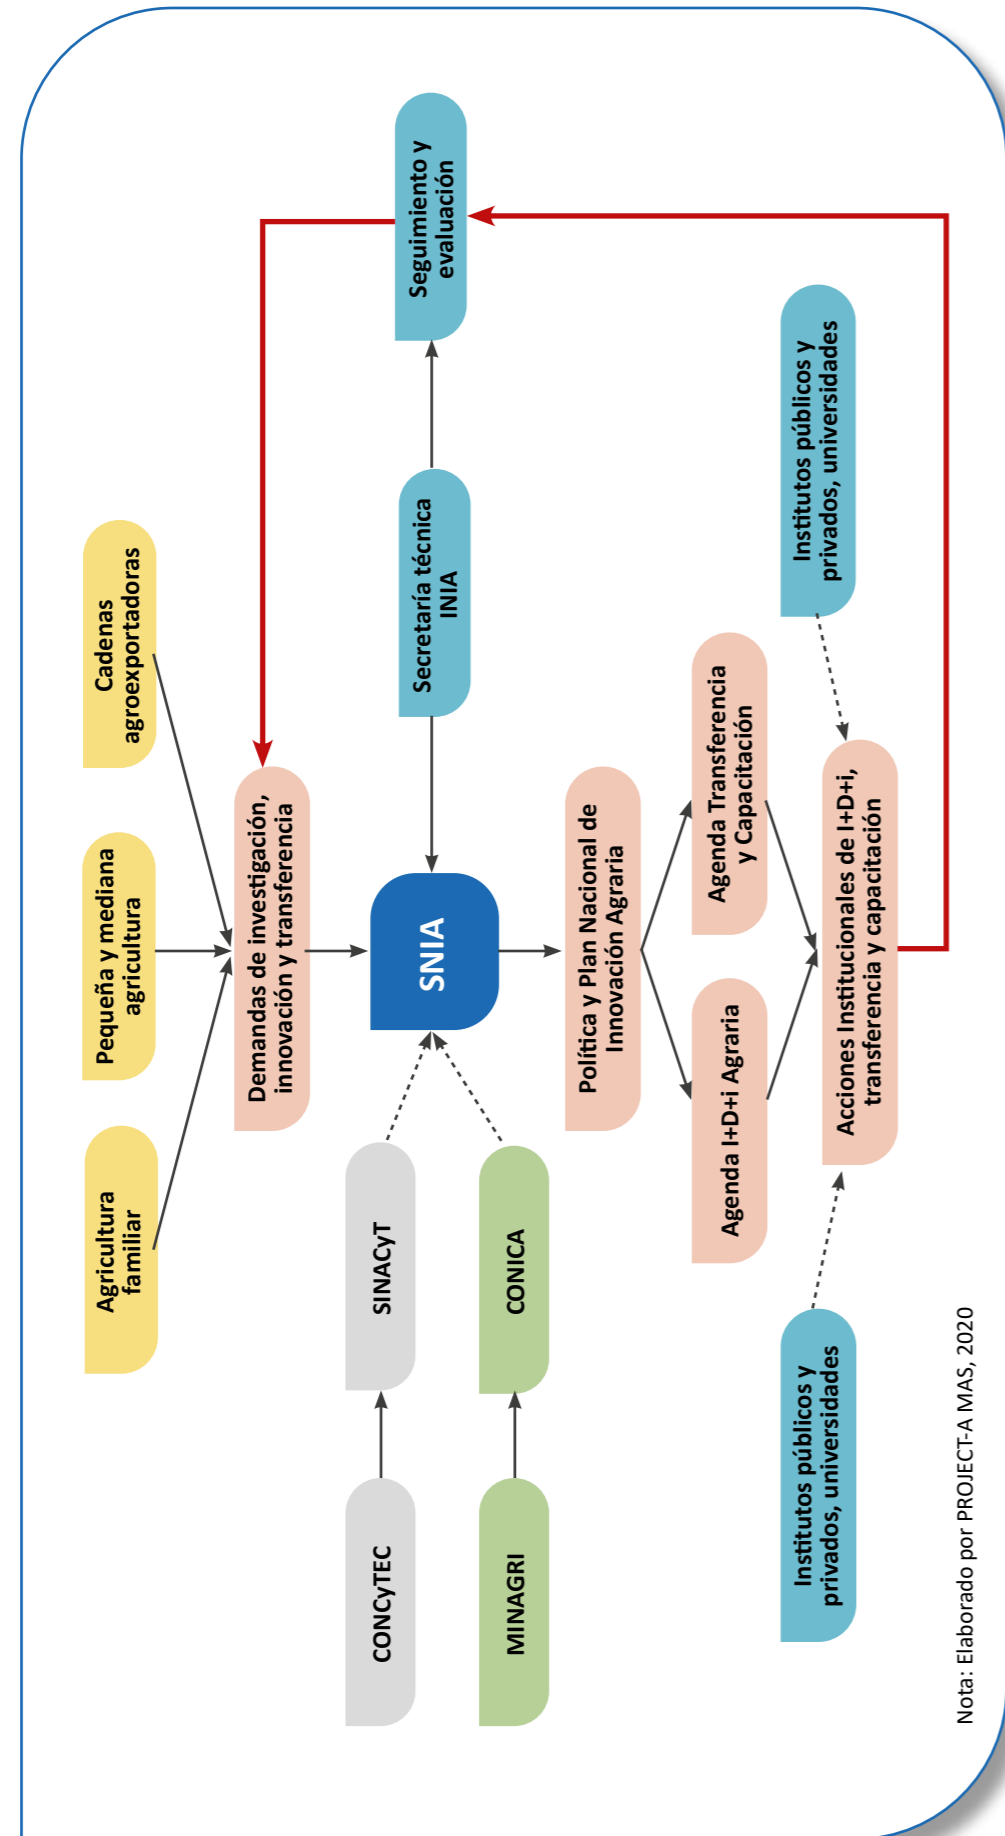 Agricultura
familiar
Pequeña y mediana
agricultura
Cadenas
agroexportadoras
Demandas de investigación,
innovación y transferencia
CONCyTEC
SINACyT
SNIA
Secretaría técnica
INIA
Seguimiento y
evaluación
MINAGRI
CONICA
Política y Plan Nacional de
Innovación Agraria
Agenda I+D+i Agraria
Agenda Transferencia
y Capacitación
Institutos públicos y
privados, universidades
Acciones Institucionales de I+D+i,
transferencia y capacitación
Institutos públicos y
privados, universidades
Nota: Elaborado por PROJECT-A MAS, 2020